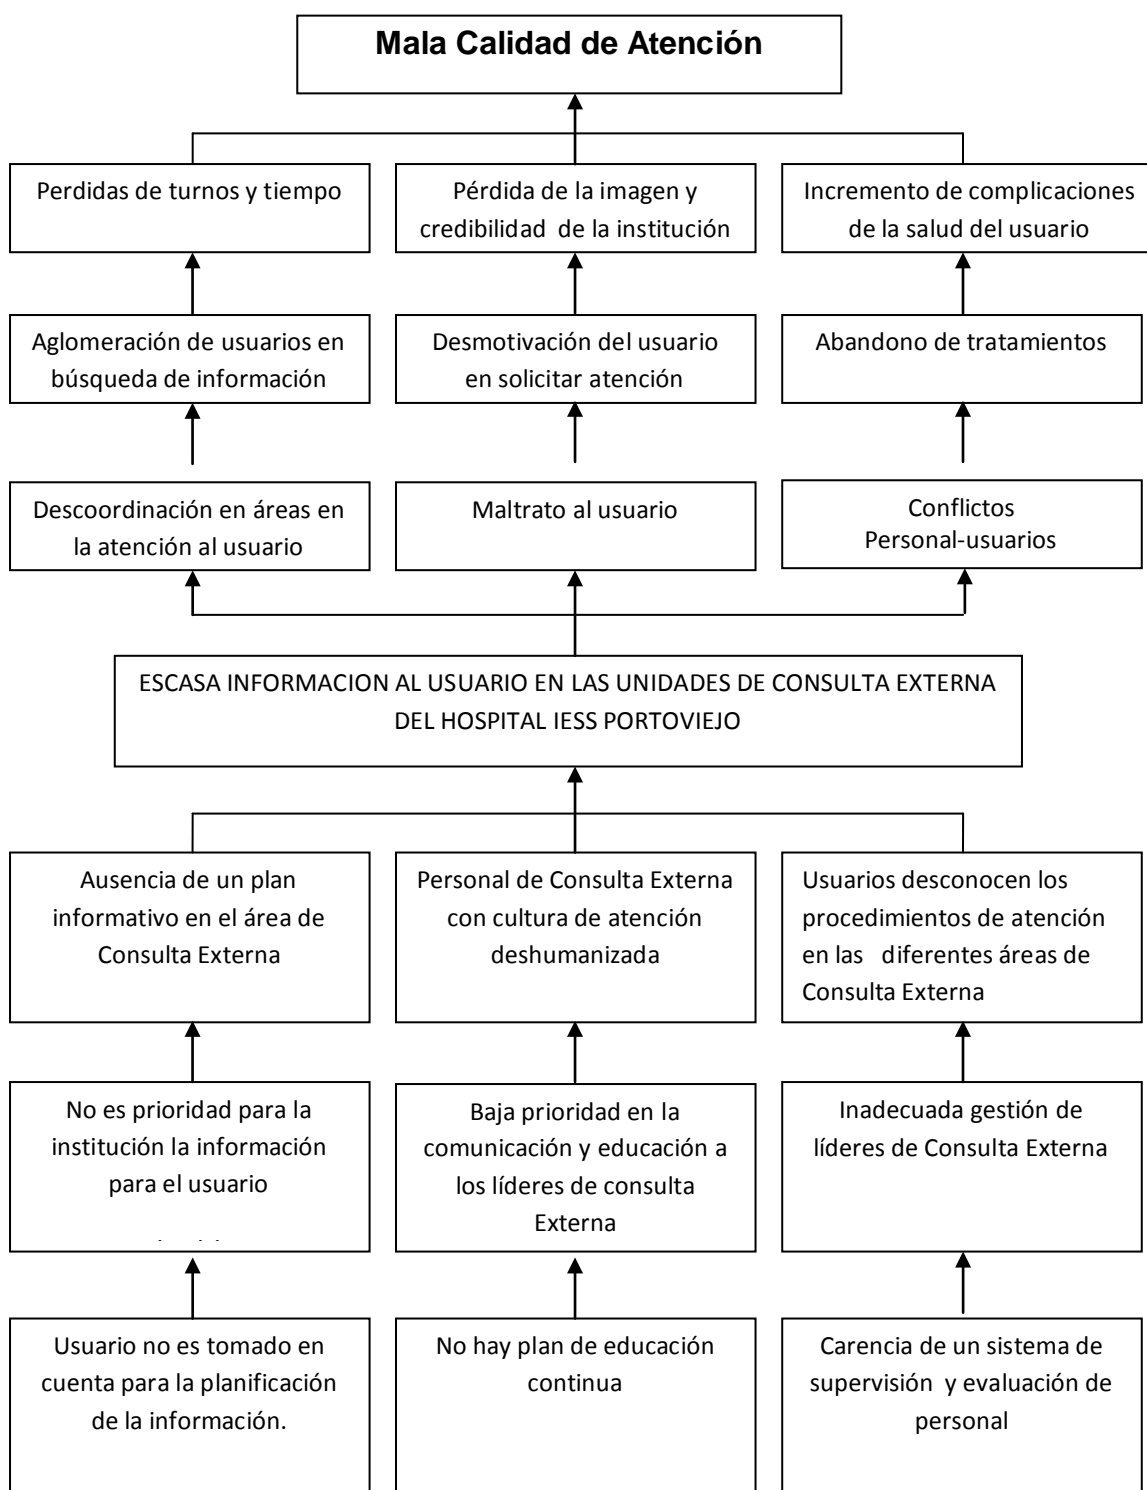 Mala Calidad de Atención
Perdidas de turnos y tiempo
Pérdida de la imagen y
credibilidad de la institución
Incremento de complicaciones
de la salud del usuario
Aglomeración de usuarios en
búsqueda de información
Desmotivación del usuario
en solicitar atención
Abandono de tratamientos
Descoordinación en áreas en
la atención al usuario
Maltrato al usuario
Conflictos
Personal-usuarios
ESCASA INFORMACION AL USUARIO EN LAS UNIDADES DE CONSULTA EXTERNA
DEL HOSPITAL IESS PORTOVIEJO
Ausencia de un plan
informativo en el área de
Consulta Externa
Personal de Consulta Externa
con cultura de atención
deshumanizada
Usuarios desconocen los
procedimientos de atención
en las diferentes áreas de
Consulta Externa
No es prioridad para la
institución la información
para el usuario
Baja prioridad en la
comunicación y educación a
los líderes de consulta
Externa
Inadecuada gestión de
líderes de Consulta Externa
Usuario no es tomado en
cuenta para la planificación
de la información.
No hay plan de educación
continua
Carencia de un sistema de
supervisión y evaluación de
personal